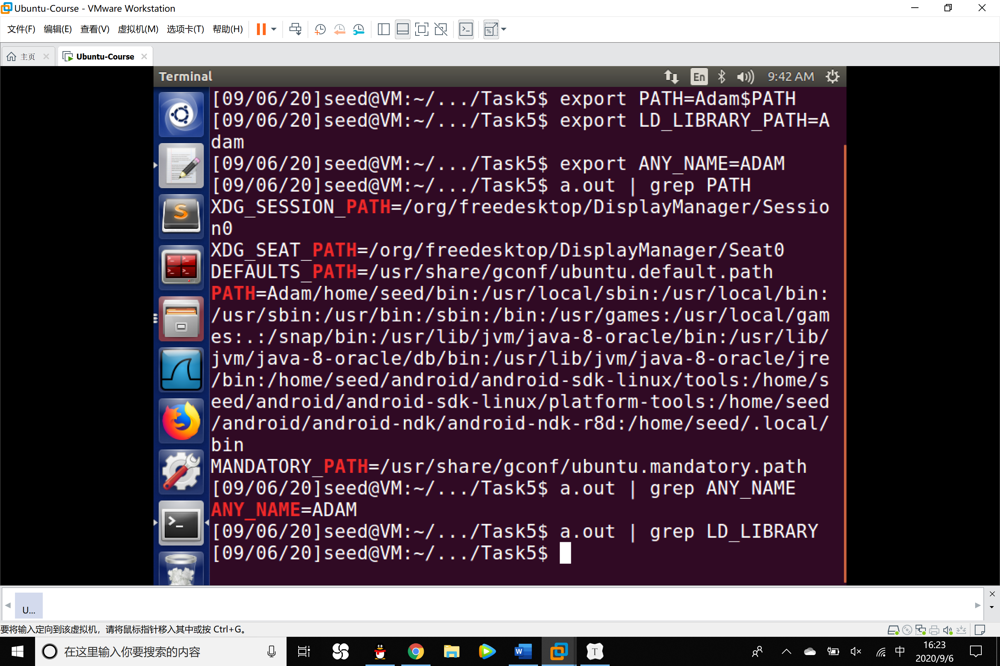 Ubuntu-Course - VMware Workstation
文件(F) 编辑(E) 查看(V) 虚拟机(M) 选项卡(T) 帮助(H)
主页 Ubuntu-Course
Terminal En 9:42 AM
[09/06/20]seed@VM:~/.../Task5$ export PATH=Adam$PATH
[09/06/20]seed@VM:~/.../Task5$ export LD_LIBRARY_PATH=A
dam
[09/06/20]seed@VM:~/.../Task5$ export ANY_NAME=ADAM
[09/06/20]seed@VM:~/.../Task5$ a.out | grep PATH
XDG_SESSION_PATH=/org/freedesktop/DisplayManager/Sessio
n0
XDG_SEAT_PATH=/org/freedesktop/DisplayManager/Seat0
DEFAULTS_PATH=/usr/share/gconf/ubuntu.default.path
PATH=Adam/home/seed/bin:/usr/local/sbin:/usr/local/bin:
/usr/sbin:/usr/bin:/sbin:/bin:/usr/games:/usr/local/gam
es:.:/snap/bin:/usr/lib/jvm/java-8-oracle/bin:/usr/lib/
jvm/java-8-oracle/db/bin:/usr/lib/jvm/java-8-oracle/jre
/bin:/home/seed/android/android-sdk-linux/tools:/home/s
eed/android/android-sdk-linux/platform-tools:/home/seed
/android/android-ndk/android-ndk-r8d:/home/seed/.local/
bin
MANDATORY_PATH=/usr/share/gconf/ubuntu.mandatory.path
[09/06/20]seed@VM:~/.../Task5$ a.out | grep ANY_NAME
ANY_NAME=ADAM
[09/06/20]seed@VM:~/.../Task5$ a.out | grep LD_LIBRARY
[09/06/20]seed@VM:~/.../Task5$
U...
要将输入定向到该虚拟机，请将鼠标指针移入其中或按 Ctrl+G。
在这里输入你要搜索的内容
中
16:23
2020/9/6